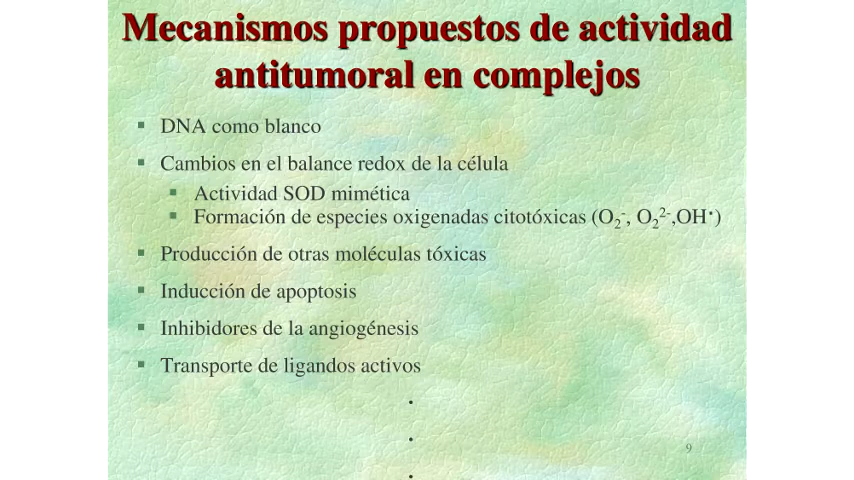 Mecanismos propuestos de actividad
antitumoral en complejos
▪ DNA como blanco
▪ Cambios en el balance redox de la célula
▪ Actividad SOD mimética
▪ Formación de especies oxigenadas citotóxicas (O₂⁻, O₂²⁻,OH•)
▪ Producción de otras moléculas tóxicas
▪ Inducción de apoptosis
▪ Inhibidores de la angiogénesis
▪ Transporte de ligandos activos
.
.
.
9